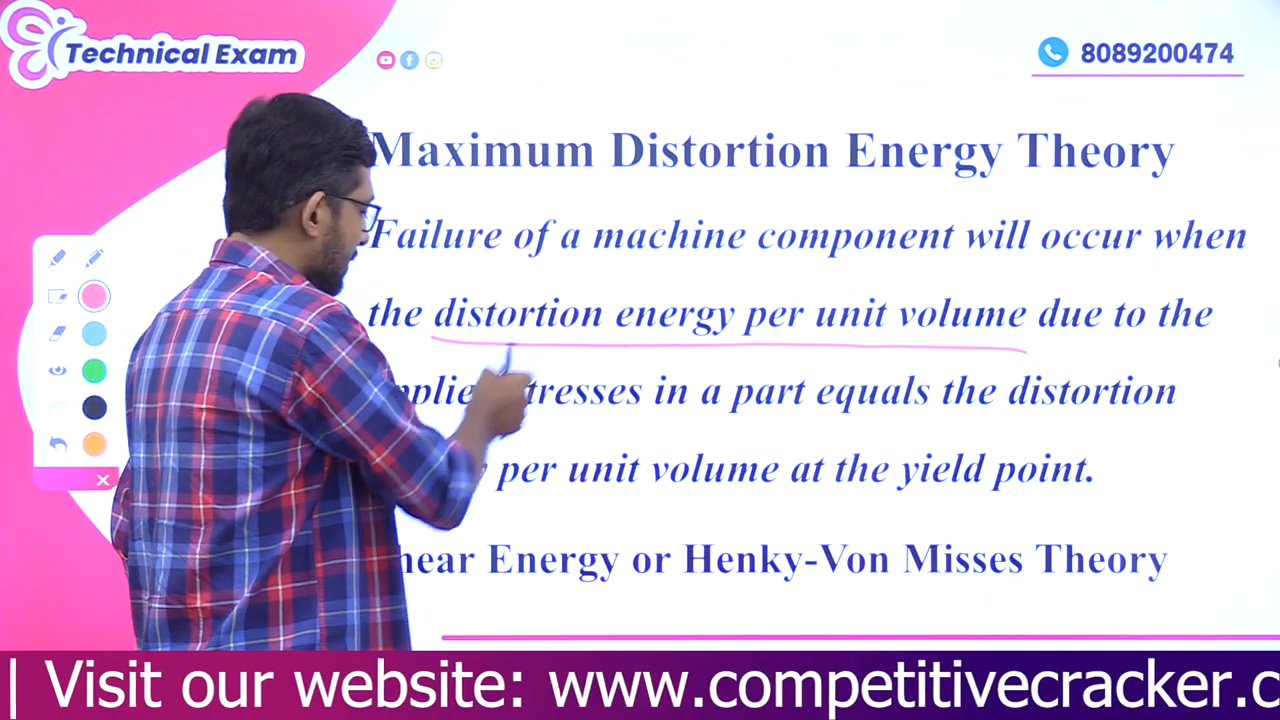 Technical Exam
8089200474
Maximum Distortion Energy Theory
Failure of a machine component will occur when
the distortion energy per unit volume due to the
stresses in a part equals the distortion
per unit volume at the yield point.
Energy or Henky-Von Misses Theory
| Visit our website: www.competitivecracker.c